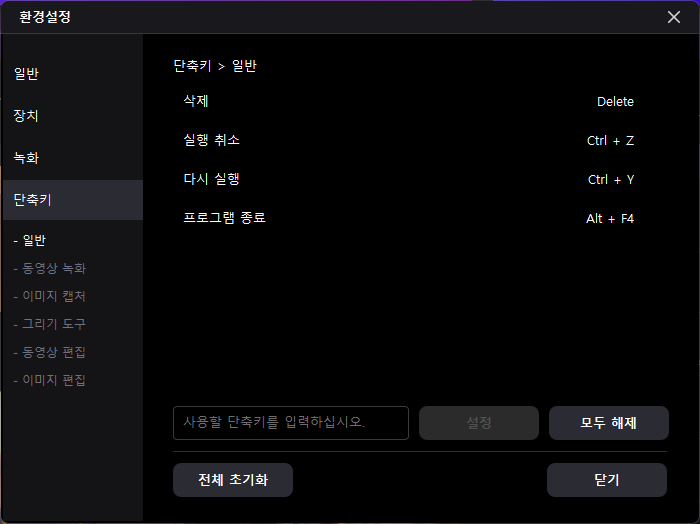 환경설정
일반
장치
녹화
단축키
- 일반
- 동영상 녹화
- 이미지 캡처
- 그리기 도구
- 동영상 편집
- 이미지 편집
단축키 > 일반
삭제 Delete
실행 취소 Ctrl + Z
다시 실행 Ctrl + Y
프로그램 종료 Alt + F4
사용할 단축키를 입력하십시오. 설정 모두 해제
전체 초기화 닫기